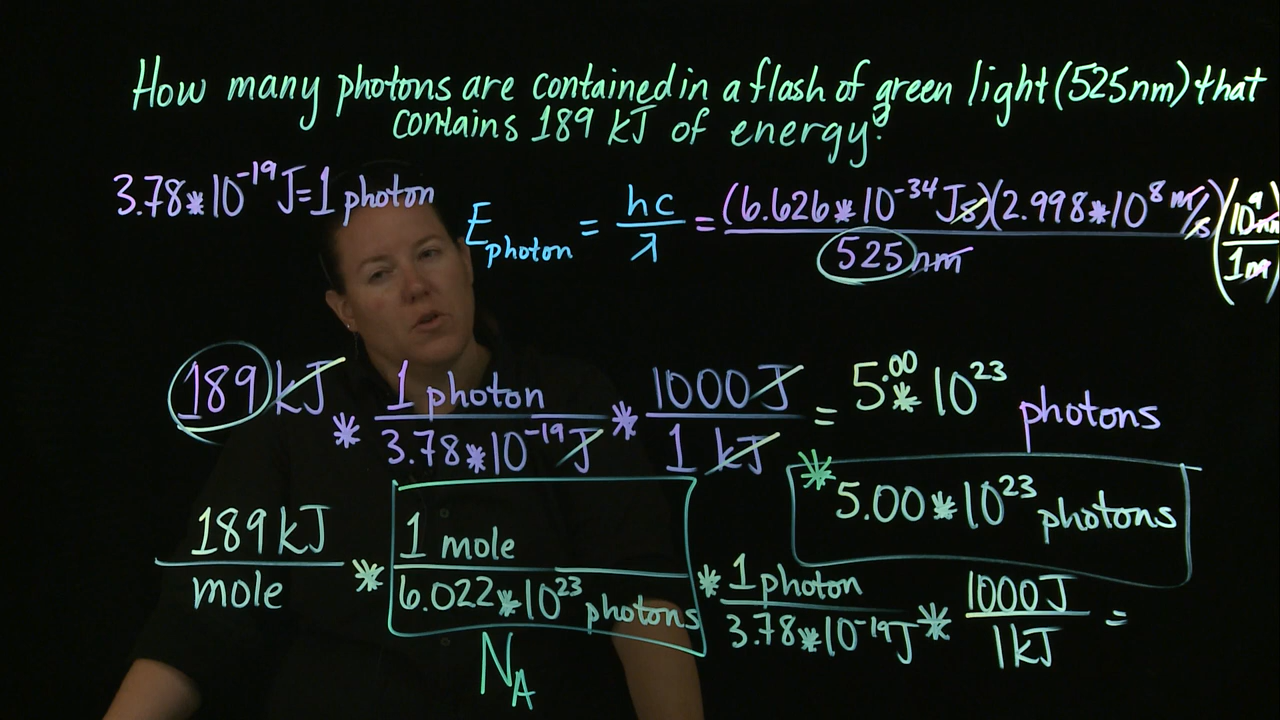 How many photons are contained in a flash of green light (525nm) that
contains 189 kJ of energy?
3.78*10^-19 J = 1 photon
E_photon = hc/λ = (6.626*10^-34 Js)(2.998*10^8 m/s)/525nm (10^9 nm/1m)
189 kJ * 1 photon/3.78*10^-19 J * 1000 J/1 kJ = 5.00*10^23 photons
* 5.00*10^23 photons
189 kJ/mole * 1 mole/6.022*10^23 photons * 1 photon/3.78*10^-19 J * 1000 J/1 kJ =
N_A